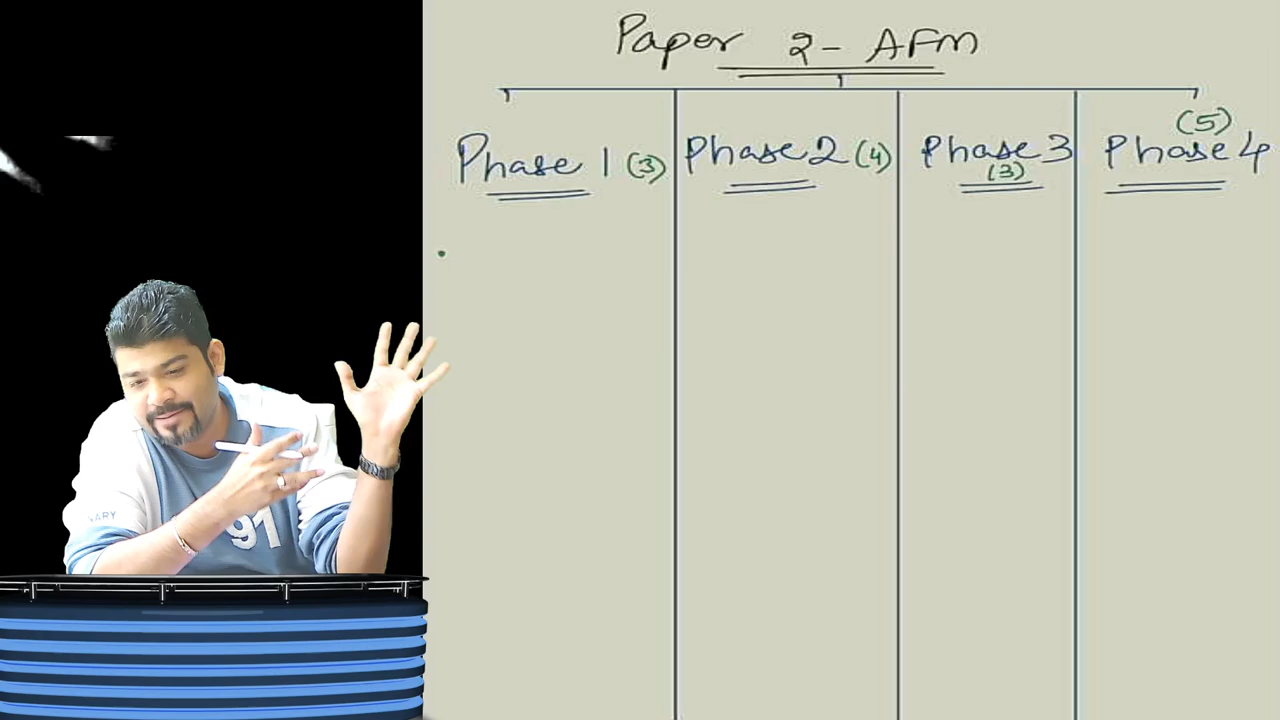 Paper 2 - AFM
Phase 1 (3)
Phase 2 (4)
Phase 3
(3)
(5)
Phase 4
91